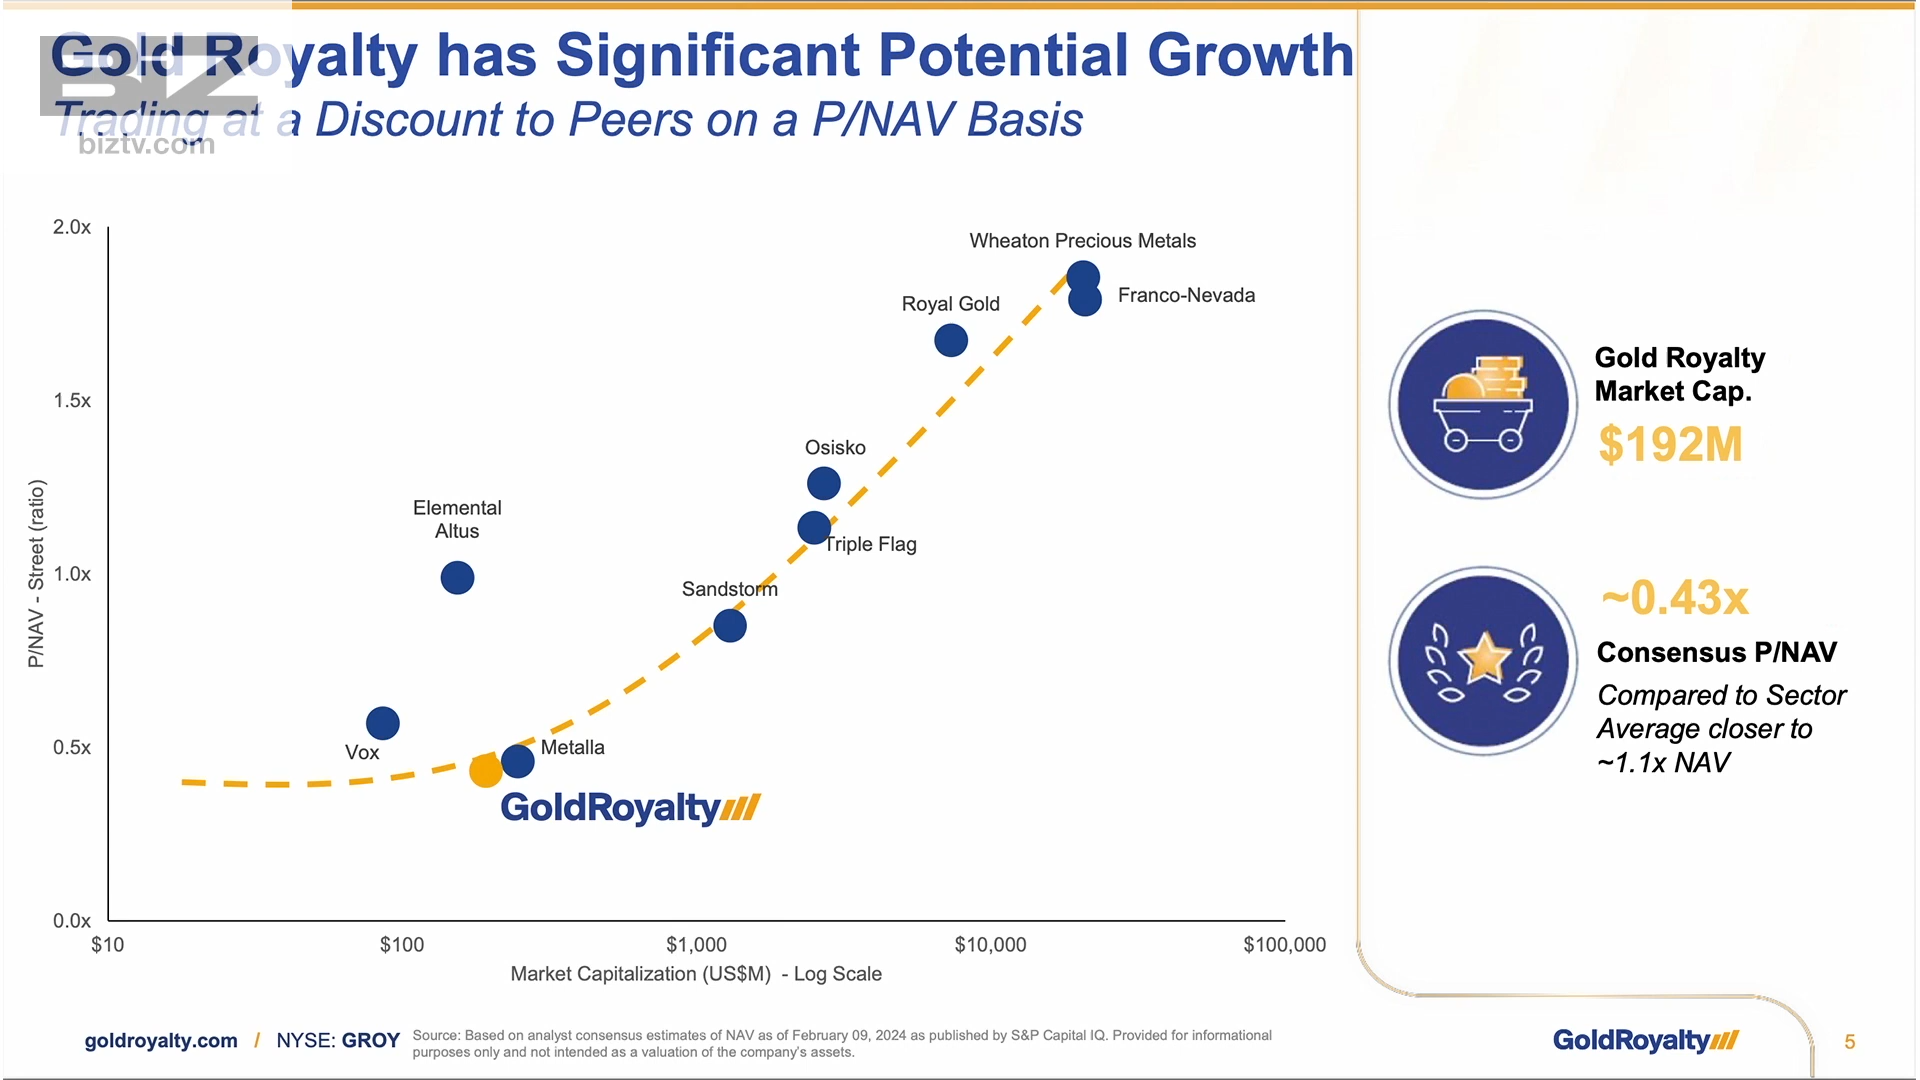 Gold Royalty has Significant Potential Growth
BIZ
Trading at a Discount to Peers on a P/NAV Basis
biztv.com
2.0x
Wheaton Precious Metals
Franco-Nevada
Royal Gold
Gold Royalty
Market Cap.
$192M
1.5x
Osisko
Elemental
Altus
Triple Flag
1.0x
Sandstorm
~0.43x
Consensus P/NAV
Compared to Sector
Average closer to
~1.1x NAV
P/NAV - Street (ratio)
0.5x
Vox
Metalla
GoldRoyalty
0.0x
$10
$100
$1,000
$10,000
$100,000
Market Capitalization (US$M) - Log Scale
goldroyalty.com / NYSE: GROY
Source: Based on analyst consensus estimates of NAV as of February 09, 2024 as published by S&P Capital IQ. Provided for informational
purposes only and not intended as a valuation of the company's assets.
GoldRoyalty
5